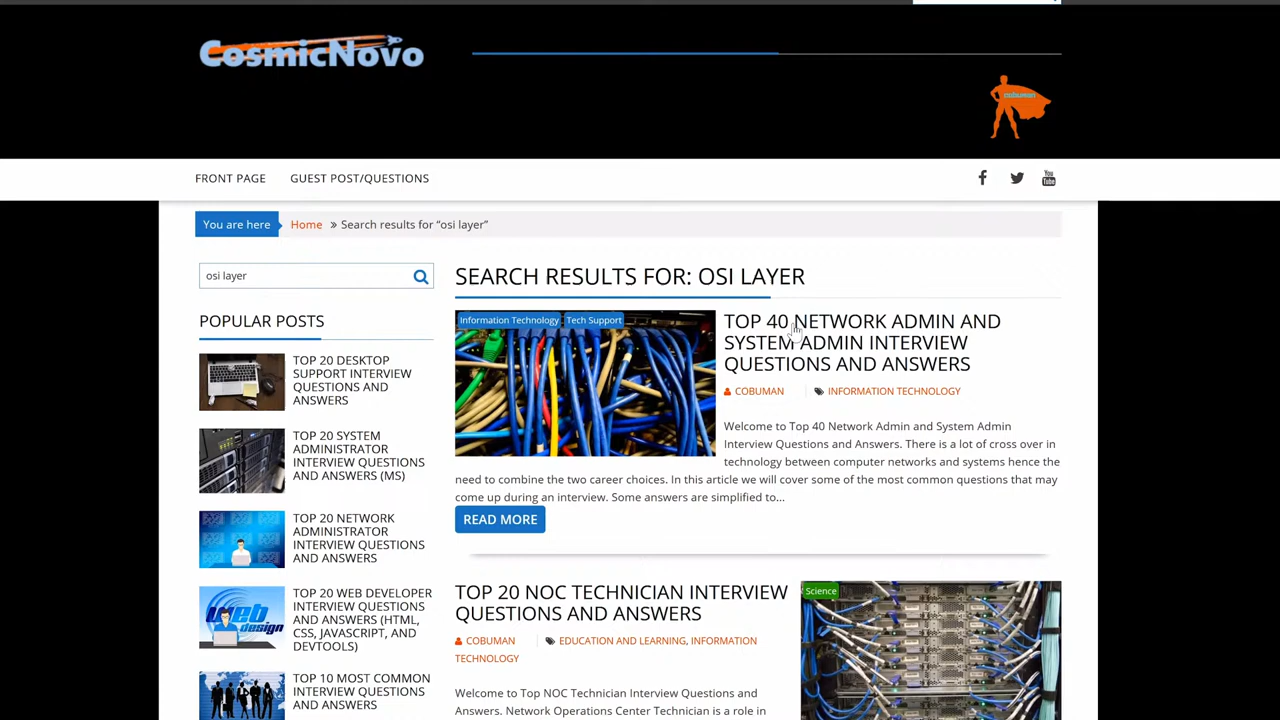 CosmicNovo
cobuman
FRONT PAGE
GUEST POST/QUESTIONS
You Tube
You are here
Home » Search results for “osi layer”
osi layer
POPULAR POSTS
TOP 20 DESKTOP
SUPPORT INTERVIEW
QUESTIONS AND
ANSWERS
TOP 20 SYSTEM
ADMINISTRATOR
INTERVIEW QUESTIONS
AND ANSWERS (MS)
TOP 20 NETWORK
ADMINISTRATOR
INTERVIEW QUESTIONS
AND ANSWERS
web
design
TOP 20 WEB DEVELOPER
INTERVIEW QUESTIONS
AND ANSWERS (HTML,
CSS, JAVASCRIPT, AND
DEVTOOLS)
TOP 10 MOST COMMON
INTERVIEW QUESTIONS
AND ANSWERS
SEARCH RESULTS FOR: OSI LAYER
Information Technology
Tech Support
TOP 40 NETWORK ADMIN AND
SYSTEM ADMIN INTERVIEW
QUESTIONS AND ANSWERS
COBUMAN
INFORMATION TECHNOLOGY
Welcome to Top 40 Network Admin and System Admin
Interview Questions and Answers. There is a lot of cross over in
technology between computer networks and systems hence the
need to combine the two career choices. In this article we will cover some of the most common questions that may
come up during an interview. Some answers are simplified to...
READ MORE
TOP 20 NOC TECHNICIAN INTERVIEW
QUESTIONS AND ANSWERS
COBUMAN
EDUCATION AND LEARNING, INFORMATION
TECHNOLOGY
Science
Welcome to Top NOC Technician Interview Questions and
Answers. Network Operations Center Technician is a role in